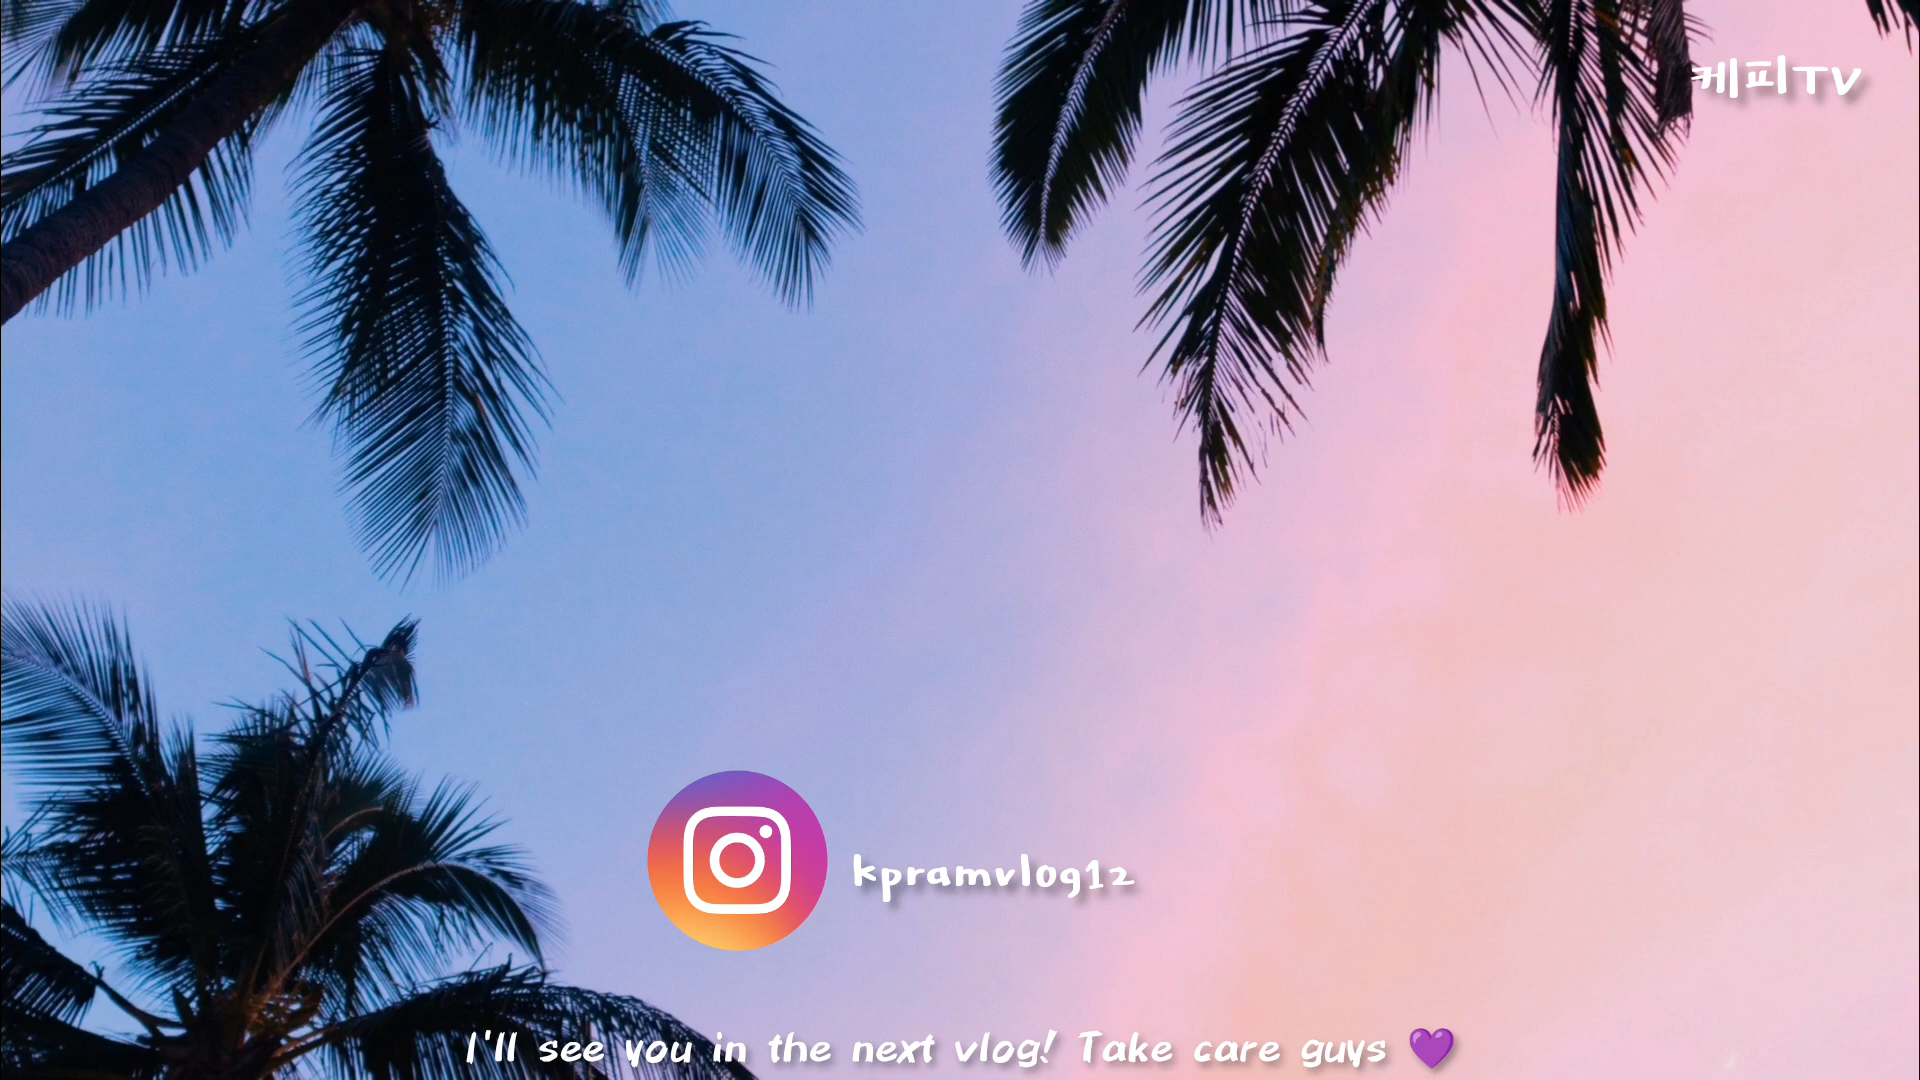 케피TV
kpramvlog12
I'll see you in the next vlog! Take care guys 💜